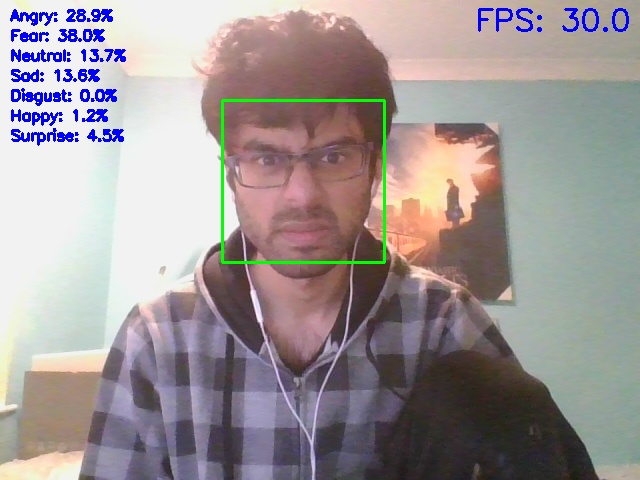 Angry: 28.9%
Fear: 38.0%
Neutral: 13.7%
Sad: 13.6%
Disgust: 0.0%
Happy: 1.2%
Surprise: 4.5%
FPS: 30.0